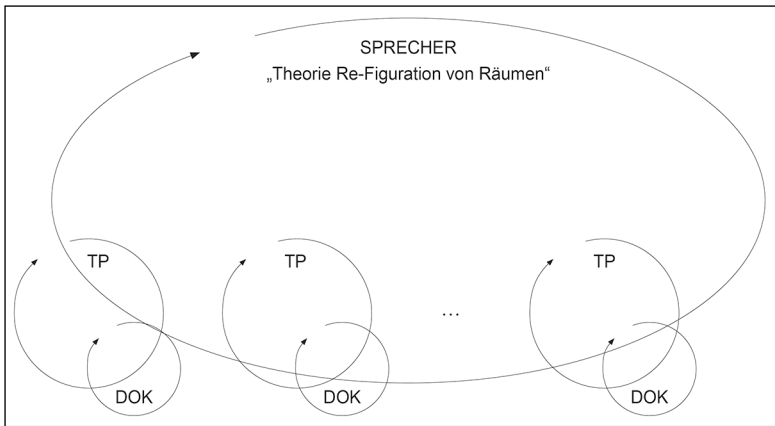 SPRECHER
„Theorie Re-Figuration von Räumen“
TP
TP
TP
...
DOK
DOK
DOK